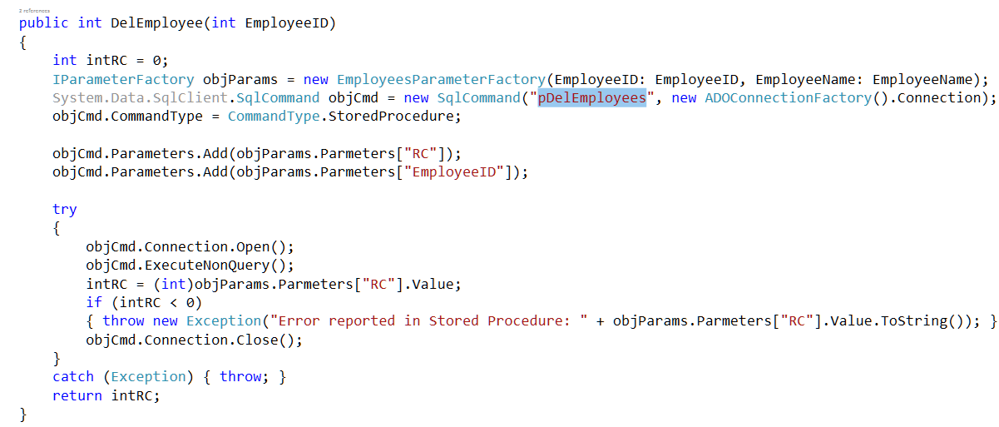 2 references
public int DelEmployee(int EmployeeID)
{
int intRC = 0;
IParameterFactory objParams = new EmployeesParameterFactory(EmployeeID: EmployeeID, EmployeeName: EmployeeName);
System.Data.SqlClient.SqlCommand objCmd = new SqlCommand("pDelEmployees", new ADOConnectionFactory().Connection);
objCmd.CommandType = CommandType.StoredProcedure;
objCmd.Parameters.Add(objParams.Parmeters["RC"]);
objCmd.Parameters.Add(objParams.Parmeters["EmployeeID"]);
try
{
objCmd.Connection.Open();
objCmd.ExecuteNonQuery();
intRC = (int)objParams.Parmeters["RC"].Value;
if (intRC < 0)
{ throw new Exception("Error reported in Stored Procedure: " + objParams.Parmeters["RC"].Value.ToString()); }
objCmd.Connection.Close();
}
catch (Exception) { throw; }
return intRC;
}